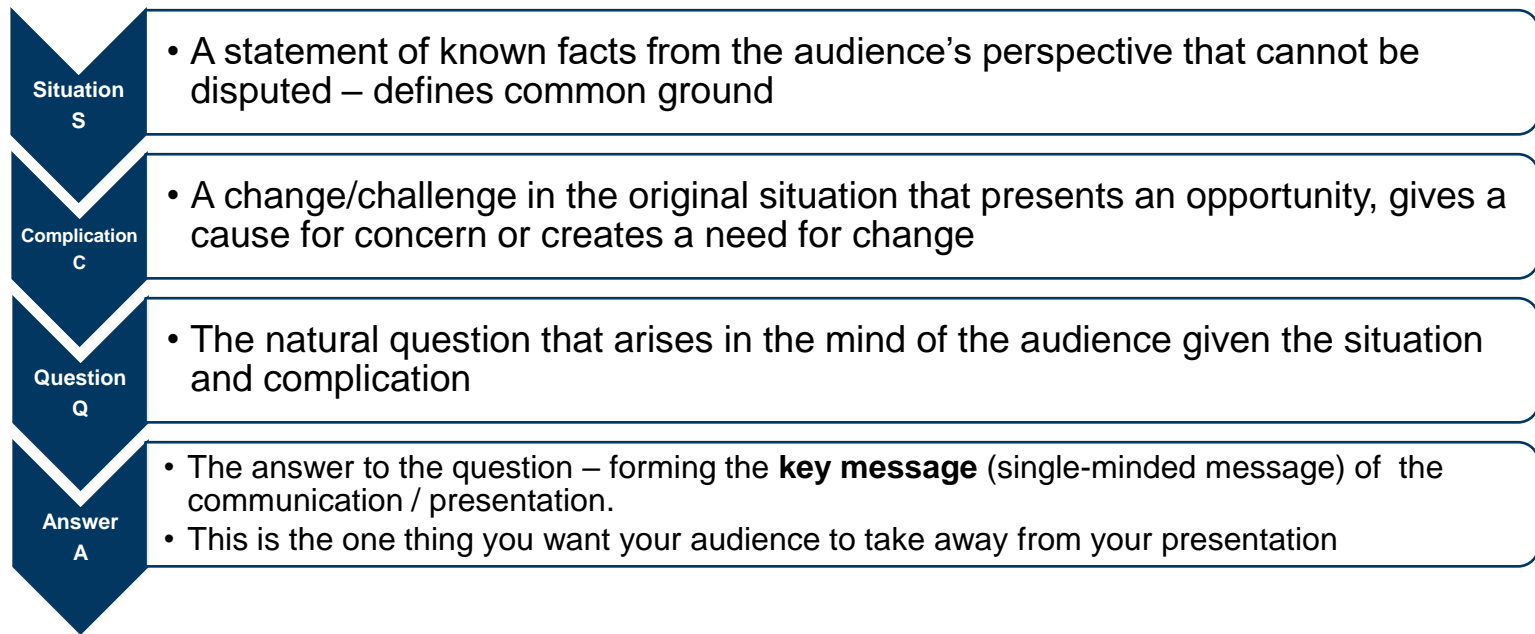 Situation
S
• A statement of known facts from the audience’s perspective that cannot be
disputed – defines common ground
Complication
C
• A change/challenge in the original situation that presents an opportunity, gives a
cause for concern or creates a need for change
Question
Q
• The natural question that arises in the mind of the audience given the situation
and complication
Answer
A
• The answer to the question – forming the key message (single-minded message) of the
communication / presentation.
• This is the one thing you want your audience to take away from your presentation